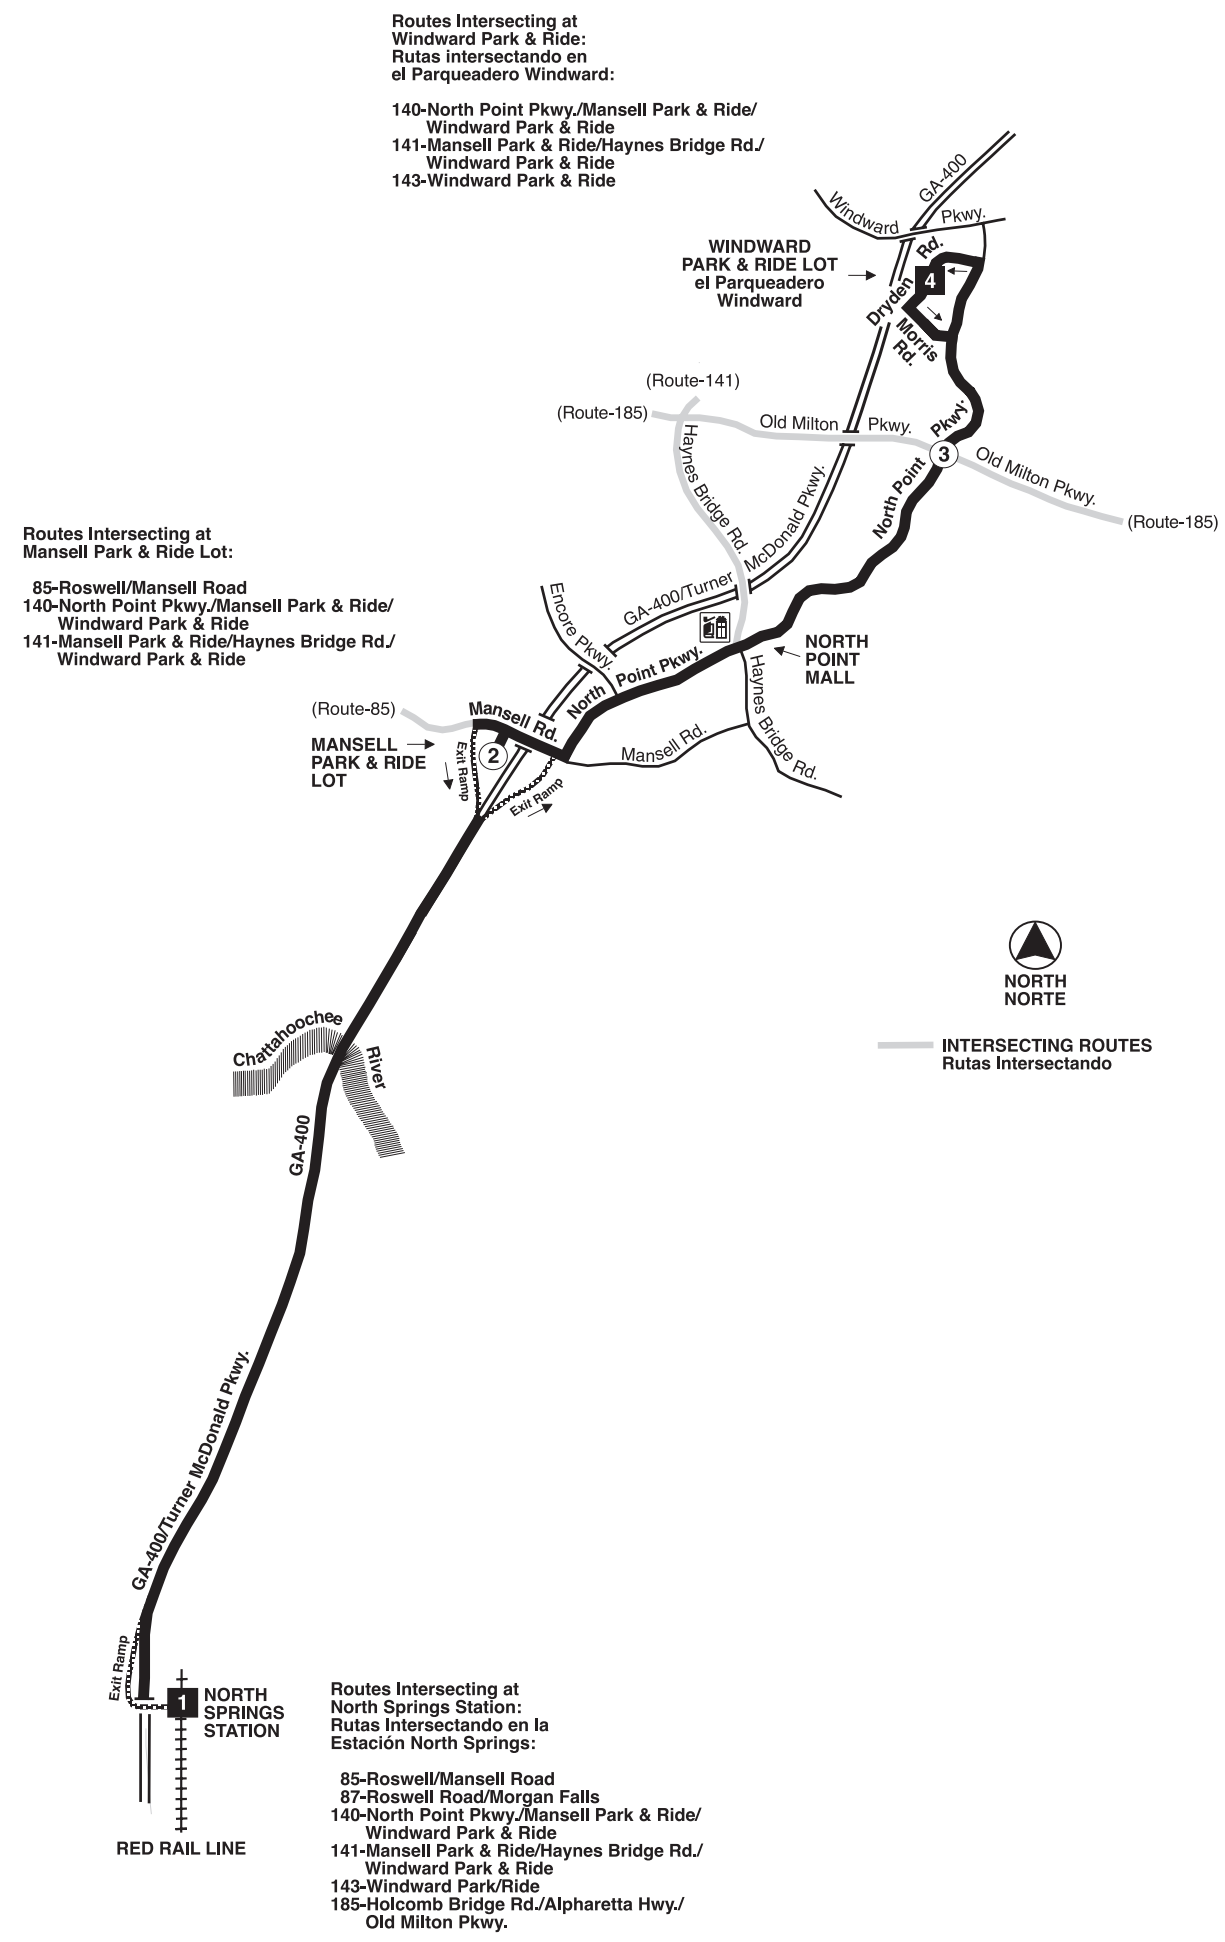 Routes Intersecting at
Windward Park & Ride:
Rutas intersectando en
el Parqueadero Windward:
140-North Point Pkwy./Mansell Park & Ride/
Windward Park & Ride
141-Mansell Park & Ride/Haynes Bridge Rd./
Windward Park & Ride
143-Windward Park & Ride
GA-400
Windward Pkwy.
WINDWARD
PARK & RIDE LOT
el Parqueadero
Windward
Dryden Rd.
4
Morris
Rd.
(Route-141)
(Route-185)
Old Milton Pkwy.
Pkwy.
3
Old Milton Pkwy.
(Route-185)
North Point
Haynes Bridge Rd.
GA-400/Turner McDonald Pkwy.
Routes Intersecting at
Mansell Park & Ride Lot:
85-Roswell/Mansell Road
140-North Point Pkwy./Mansell Park & Ride/
Windward Park & Ride
141-Mansell Park & Ride/Haynes Bridge Rd./
Windward Park & Ride
Encore Pkwy.
North Point Pkwy.
NORTH
POINT
MALL
Haynes Bridge Rd.
(Route-85)
Mansell Rd.
Mansell Rd.
MANSELL
PARK & RIDE
LOT
2
Exit Ramp
Exit Ramp
NORTH
NORTE
INTERSECTING ROUTES
Rutas Intersectando
Chattahoochee
River
GA-400
GA-400/Turner McDonald Pkwy.
Exit Ramp
1
NORTH
SPRINGS
STATION
RED RAIL LINE
Routes Intersecting at
North Springs Station:
Rutas Intersectando en la
Estación North Springs:
85-Roswell/Mansell Road
87-Roswell Road/Morgan Falls
140-North Point Pkwy./Mansell Park & Ride/
Windward Park & Ride
141-Mansell Park & Ride/Haynes Bridge Rd./
Windward Park & Ride
143-Windward Park/Ride
185-Holcomb Bridge Rd./Alpharetta Hwy./
Old Milton Pkwy.